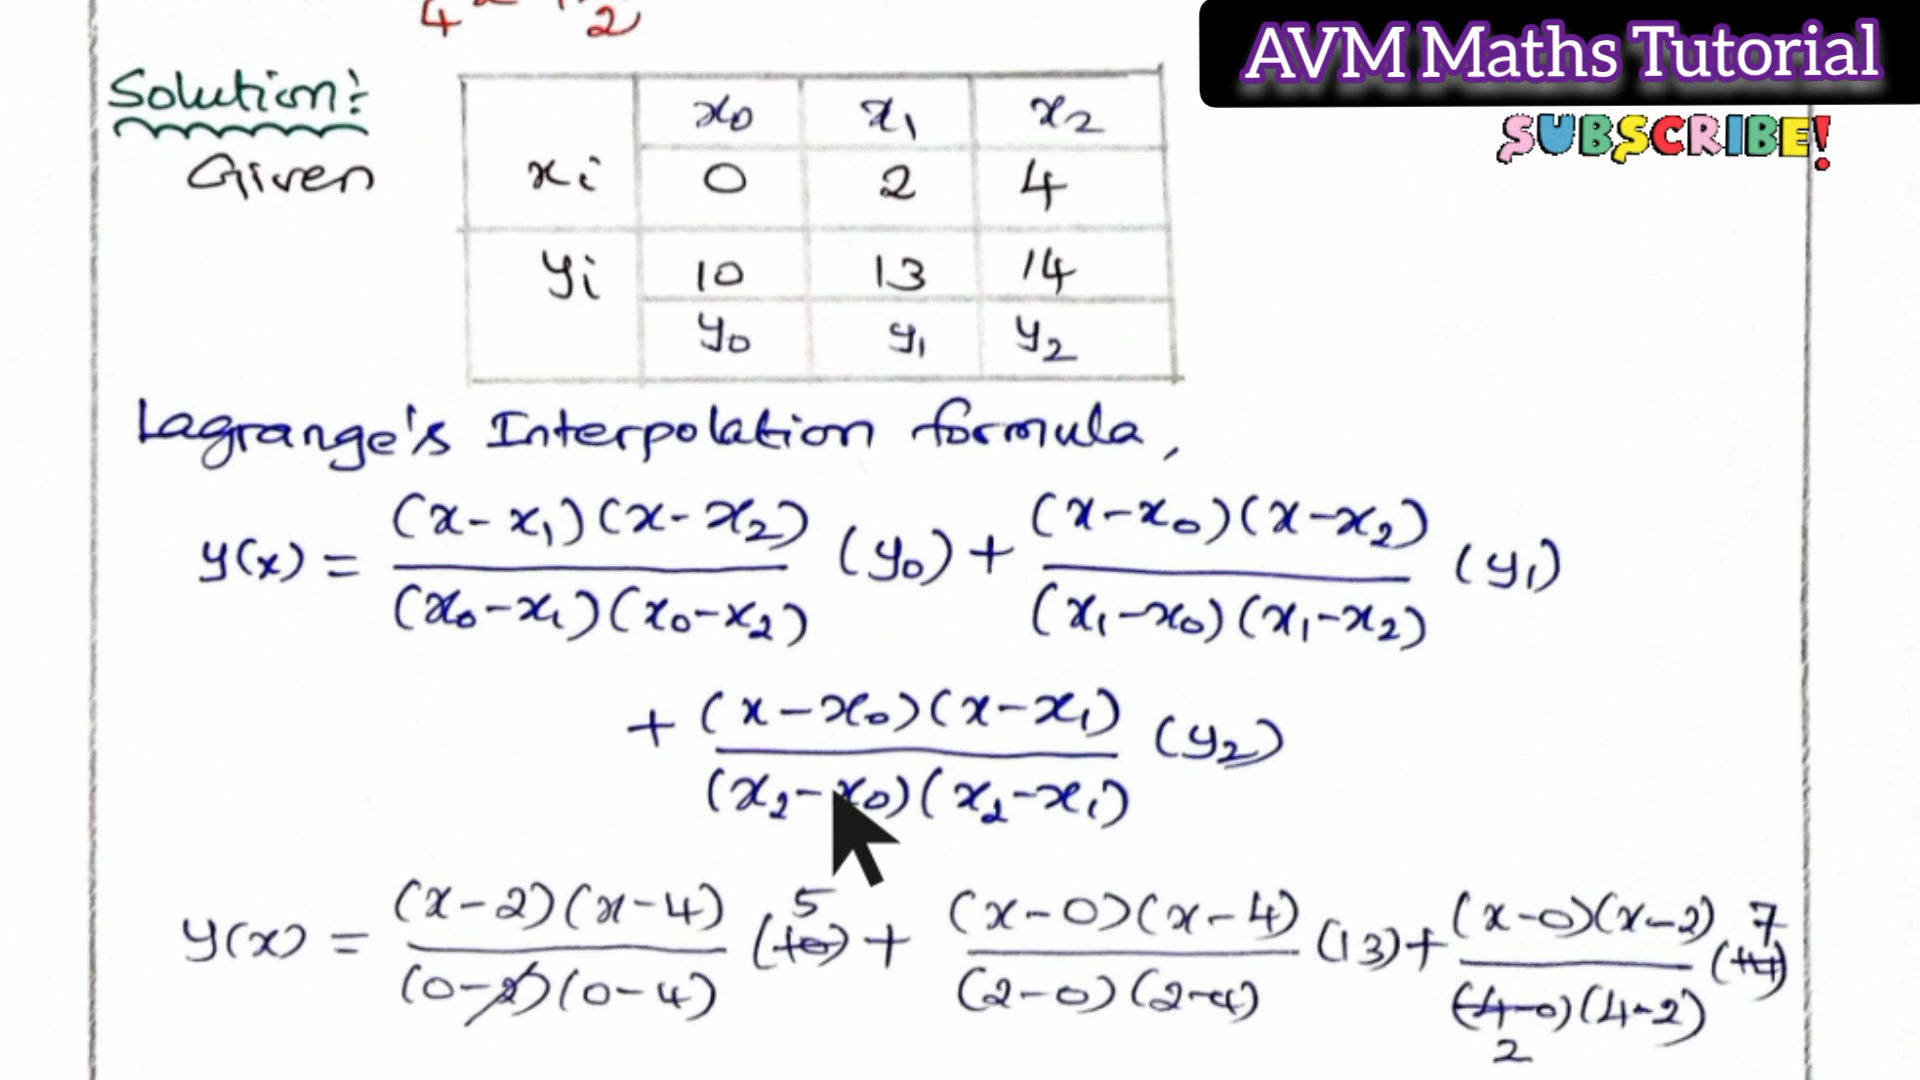 AVM Maths Tutorial
SUBSCRIBE!
Solution:
Given
x0 x1 x2
xi 0 2 4
yi 10 13 14
y0 y1 y2
Lagrange's Interpolation formula,
y(x) = (x-x1)(x-x2) / (x0-x1)(x0-x2) (y0) + (x-x0)(x-x2) / (x1-x0)(x1-x2) (y1)
+ (x-x0)(x-x1) / (x2-x0)(x2-x1) (y2)
y(x) = (x-2)(x-4) / (0-2)(0-4) (10) 5 + (x-0)(x-4) / (2-0)(2-4) (13) + (x-0)(x-2) / (4-0)(4-2) (14) 7
2